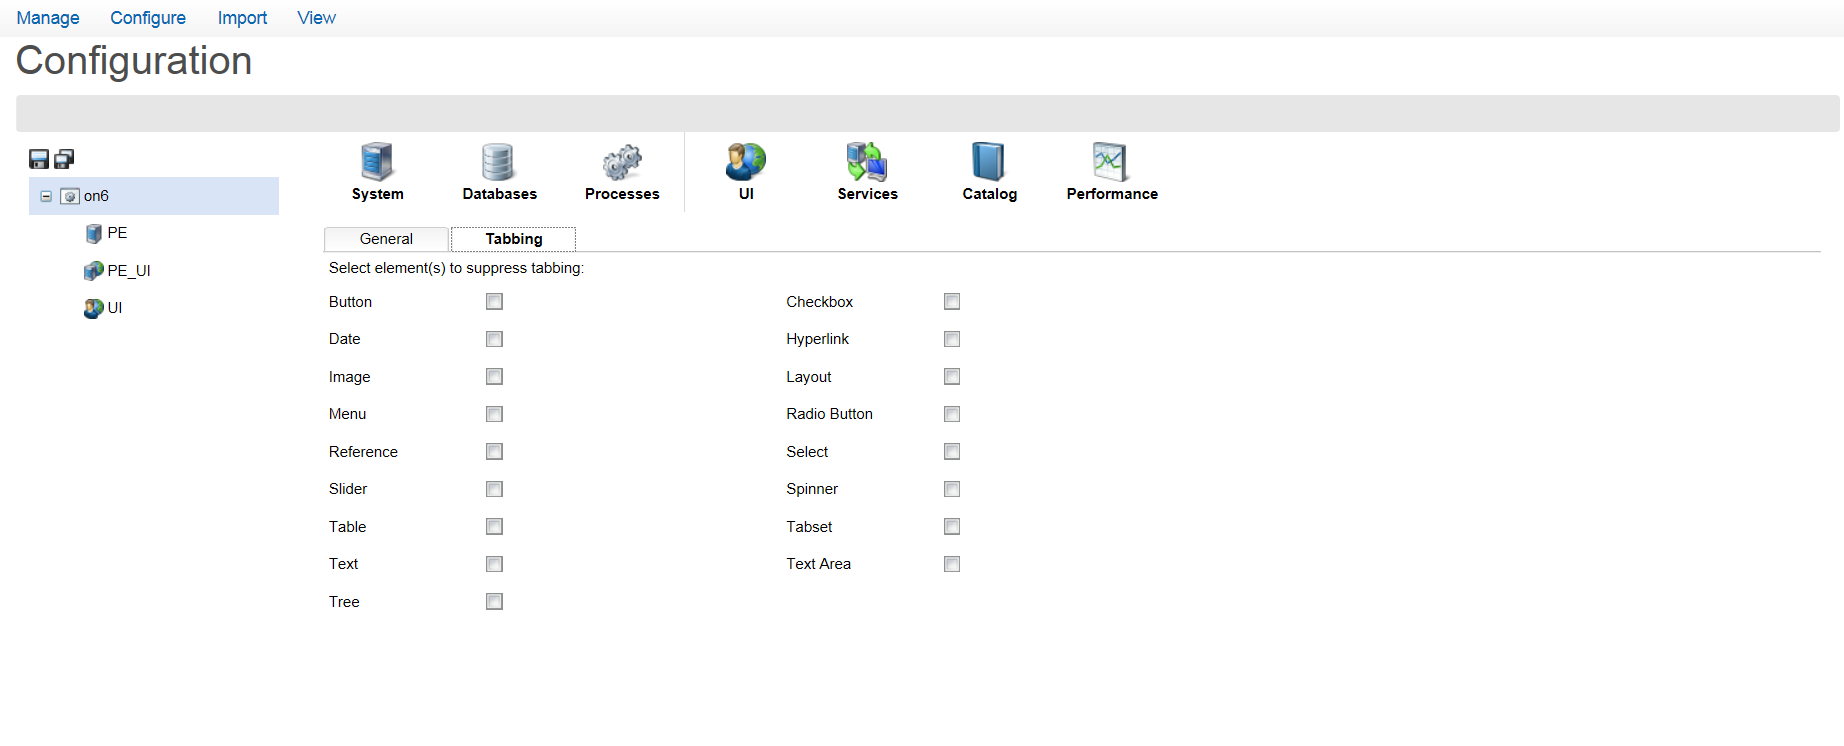 Manage Configure Import View
Configuration
on6
PE
PE_UI
UI
System Databases Processes UI Services Catalog Performance
General Tabbing
Select element(s) to suppress tabbing:
Button Checkbox
Date Hyperlink
Image Layout
Menu Radio Button
Reference Select
Slider Spinner
Table Tabset
Text Text Area
Tree